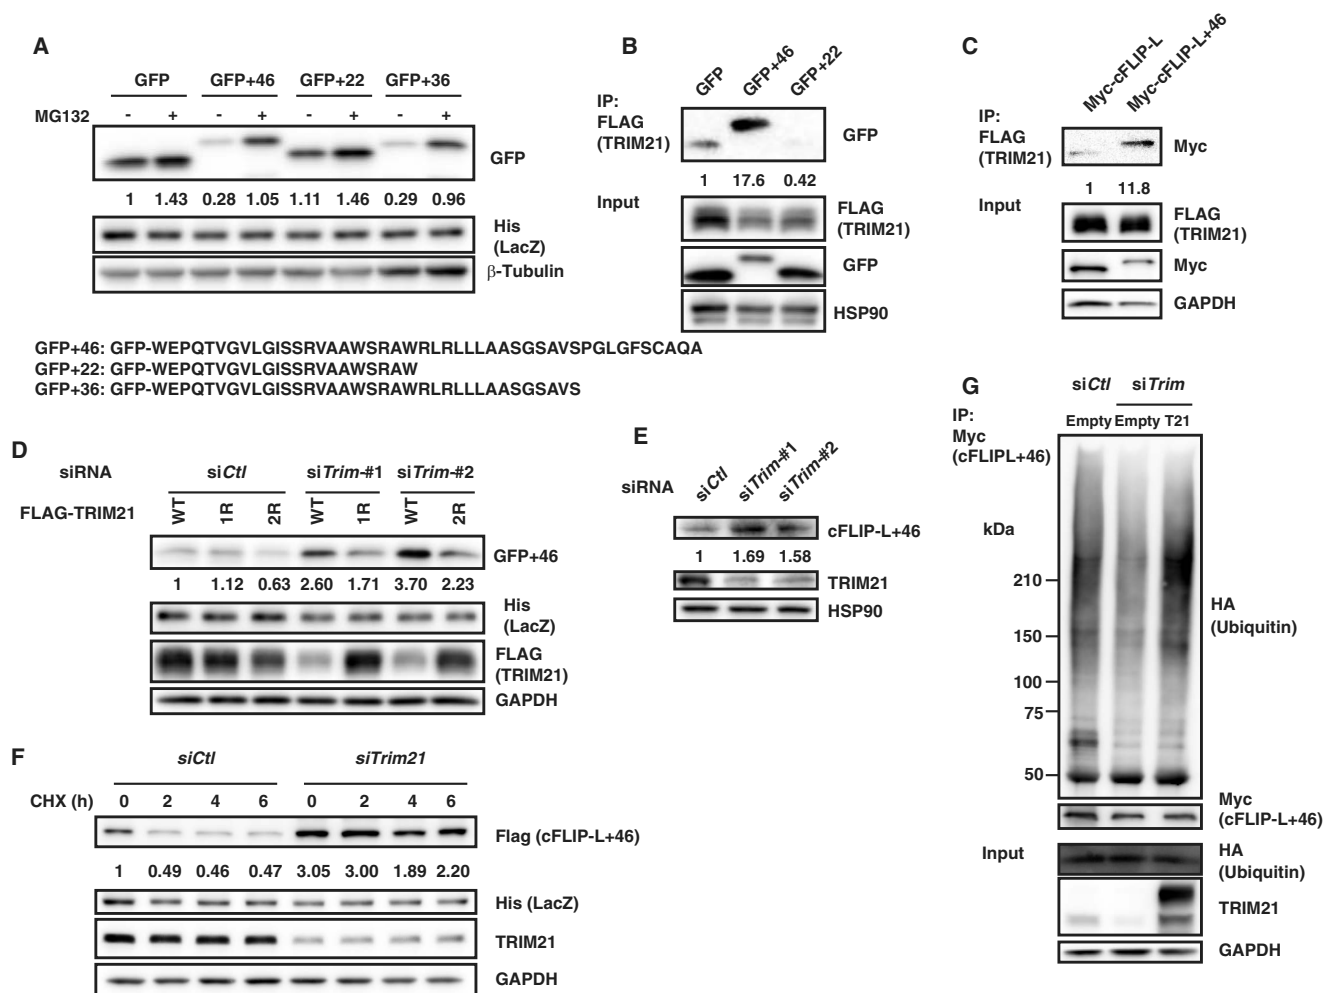 A
GFP GFP+46 GFP+22 GFP+36
MG132 - + - + - + - +
GFP
1 1.43 0.28 1.05 1.11 1.46 0.29 0.96
His
(LacZ)
β-Tubulin
GFP+46: GFP-WEPQTVGVLGISSRVAAWSRAWRLRLLLAASGSAVSPGLGFSCAQA
GFP+22: GFP-WEPQTVGVLGISSRVAAWSRAW
GFP+36: GFP-WEPQTVGVLGISSRVAAWSRAWRLRLLLAASGSAVS
B
GFP GFP+46 GFP+22
IP:
FLAG
(TRIM21)
GFP
1 17.6 0.42
Input
FLAG
(TRIM21)
GFP
HSP90
C
Myc-cFLIP-L Myc-cFLIP-L+46
IP:
FLAG
(TRIM21)
Myc
1 11.8
Input
FLAG
(TRIM21)
Myc
GAPDH
D
siRNA siCtl siTrim-#1 siTrim-#2
FLAG-TRIM21 WT 1R 2R WT 1R WT 2R
GFP+46
1 1.12 0.63 2.60 1.71 3.70 2.23
His
(LacZ)
FLAG
(TRIM21)
GAPDH
E
siRNA siCtl siTrim-#1 siTrim-#2
cFLIP-L+46
1 1.69 1.58
TRIM21
HSP90
F
siCtl siTrim21
CHX (h) 0 2 4 6 0 2 4 6
Flag (cFLIP-L+46)
1 0.49 0.46 0.47 3.05 3.00 1.89 2.20
His (LacZ)
TRIM21
GAPDH
G
siCtl siTrim
IP:
Myc
(cFLIPL+46)
Empty Empty T21
kDa
210
150
100
75
50
HA
(Ubiquitin)
Myc
(cFLIP-L+46)
Input
HA
(Ubiquitin)
TRIM21
GAPDH